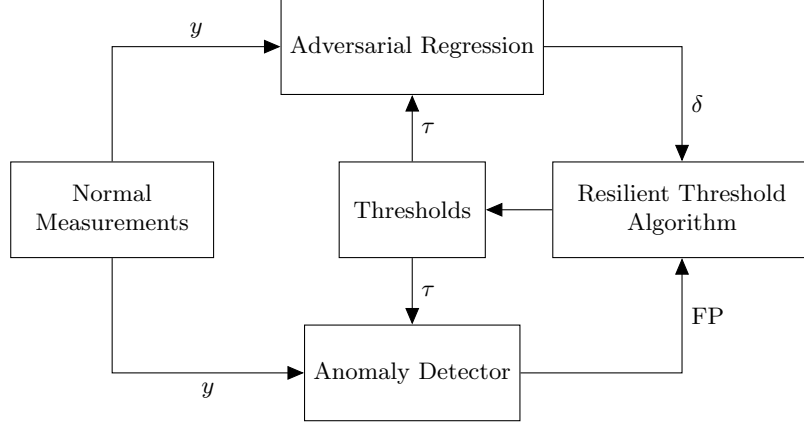 y
Adversarial Regression
δ
τ
Normal
Measurements
Thresholds
Resilient Threshold
Algorithm
τ
FP
Anomaly Detector
y